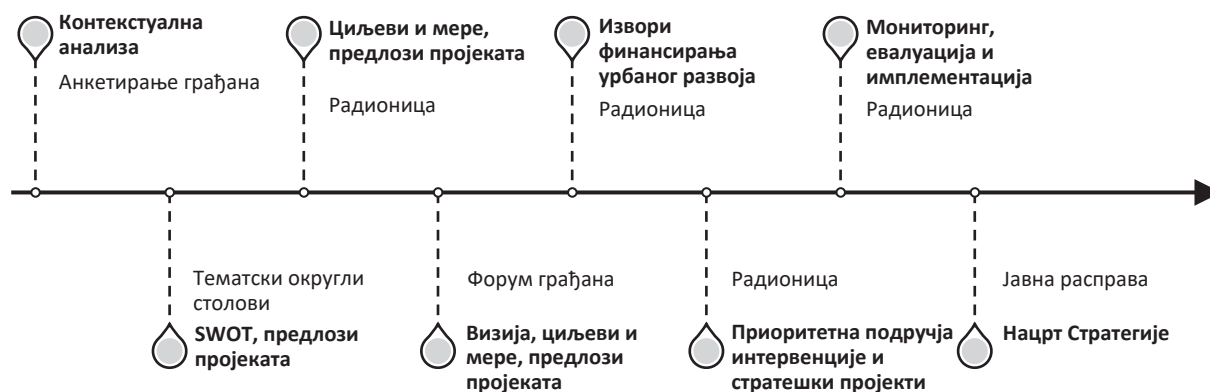 Контекстуална
анализа
Анкетирање грађана
Циљеви и мере,
предлози пројеката
Радионица
Извори
финансирања
урбаног развоја
Радионица
Мониторинг,
евалуација и
имплементација
Радионица
Тематски округли
столови
SWOT, предлози
пројеката
Форум грађана
Визија, циљеви и
мере, предлози
пројеката
Радионица
Приоритетна подручја
интервенције и
стратешки пројекти
Јавна расправа
Нацрт Стратегије